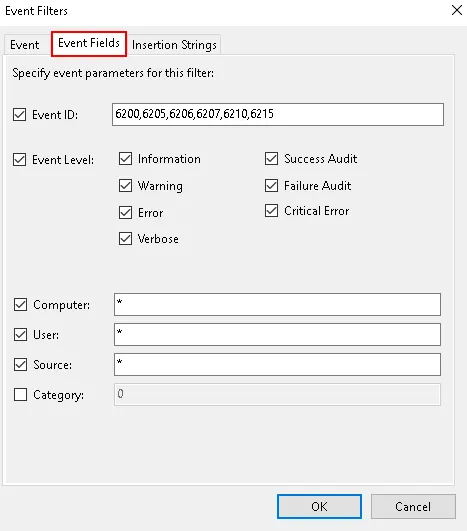 Event Filters
Event Event Fields Insertion Strings
Specify event parameters for this filter:
Event ID: 6200,6205,6206,6207,6210,6215
Event Level: Information Success Audit
Warning Failure Audit
Error Critical Error
Verbose
Computer: *
User: *
Source: *
Category: 0
OK Cancel